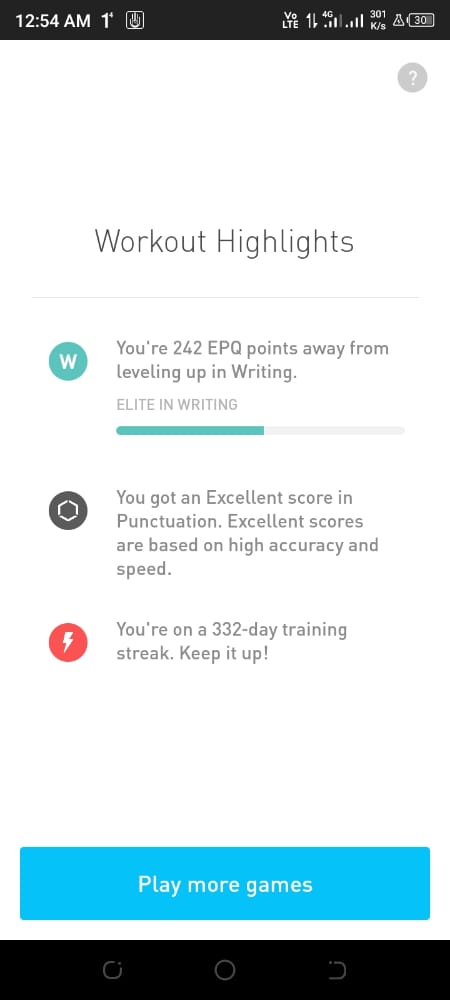 12:54 AM
Vo LTE 4G 301 K/s 30
?
Workout Highlights
W
You're 242 EPQ points away from
leveling up in Writing.
ELITE IN WRITING
You got an Excellent score in
Punctuation. Excellent scores
are based on high accuracy and
speed.
You're on a 332-day training
streak. Keep it up!
Play more games